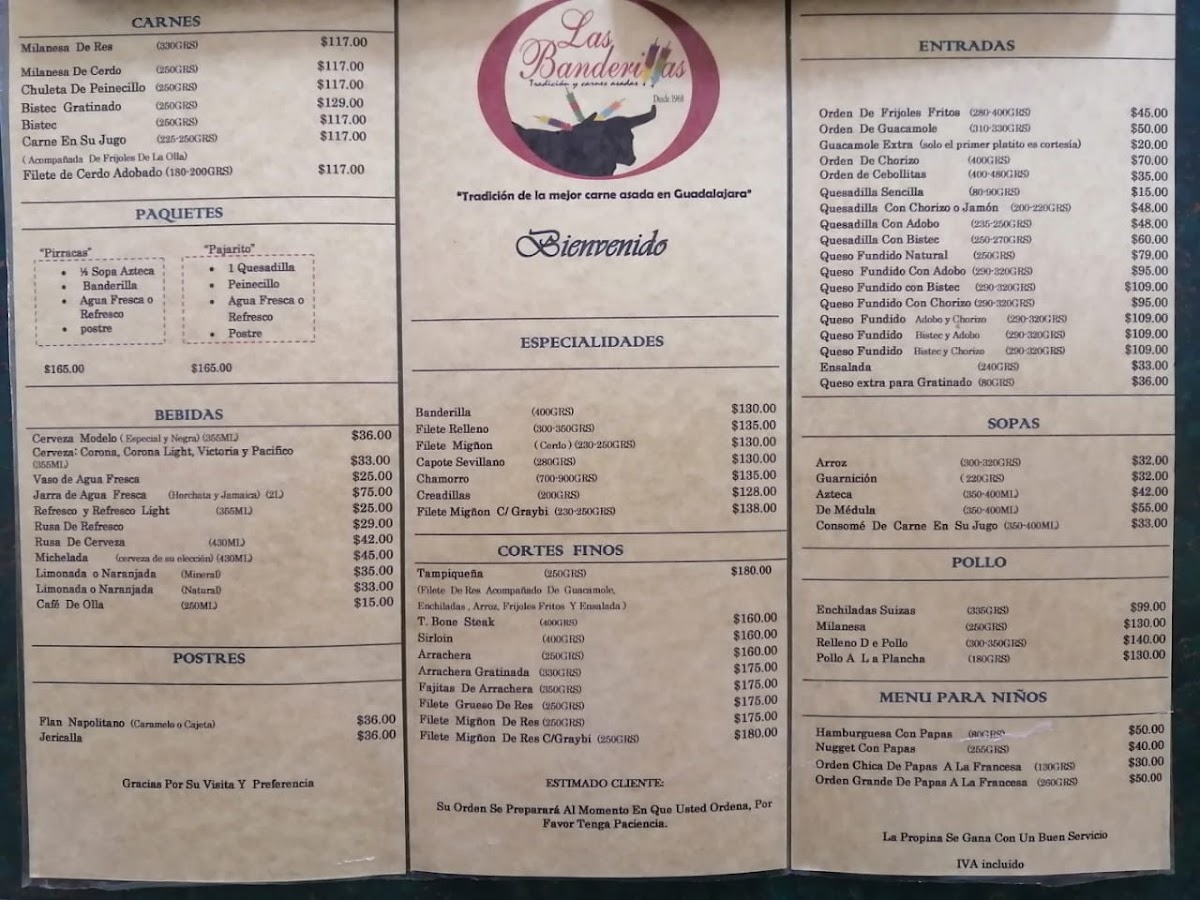 CARNES
Milanesa De Res (330GRS) $117.00
Milanesa De Cerdo (250GRS) $117.00
Chuleta De Peinecillo (250GRS) $117.00
Bistec Gratinado (250GRS) $129.00
Bistec (250GRS) $117.00
Carne En Su Jugo (225-250GRS) $117.00
(Acompañada De Frijoles De La Olla)
Filete de Cerdo Adobado (180-200GRS) $117.00
PAQUETES
"Pirracas"
• ½ Sopa Azteca
• Banderilla
• Agua Fresca o
Refresco
• postre
$165.00
"Pajarito"
• 1 Quesadilla
• Peinecillo
• Agua Fresca o
Refresco
• Postre
$165.00
BEBIDAS
Cerveza Modelo (Especial y Negra) (355ML) $36.00
Cerveza: Corona, Corona Light, Victoria y Pacifico
(355ML) $33.00
Vaso de Agua Fresca $25.00
Jarra de Agua Fresca (Horchata y Jamaica) (2L) $75.00
Refresco y Refresco Light (355ML) $25.00
Rusa De Refresco $29.00
Rusa De Cerveza (430ML) $42.00
Michelada (cerveza de su elección) (430ML) $45.00
Limonada o Naranjada (Mineral) $35.00
Limonada o Naranjada (Natural) $33.00
Café De Olla (250ML) $15.00
POSTRES
Flan Napolitano (Caramelo o Cajeta) $36.00
Jericalla $36.00
Gracias Por Su Visita Y Preferencia
Las
Banderillas
Tradición y carnes asadas
Desde 1968
"Tradición de la mejor carne asada en Guadalajara"
Bienvenido
ESPECIALIDADES
Banderilla (400GRS) $130.00
Filete Relleno (300-350GRS) $135.00
Filete Migñon (Cerdo) (230-250GRS) $130.00
Capote Sevillano (280GRS) $130.00
Chamorro (700-900GRS) $135.00
Creadillas (200GRS) $128.00
Filete Migñon C/ Graybi (230-250GRS) $138.00
CORTES FINOS
Tampiqueña (250GRS) $180.00
(Filete De Res Acompañado De Guacamole,
Enchiladas, Arroz, Frijoles Fritos Y Ensalada)
T. Bone Steak (400GRS) $160.00
Sirloin (400GRS) $160.00
Arrachera (250GRS) $160.00
Arrachera Gratinada (330GRS) $175.00
Fajitas De Arrachera (350GRS) $175.00
Filete Grueso De Res (250GRS) $175.00
Filete Migñon De Res (250GRS) $175.00
Filete Migñon De Res C/Graybi (250GRS) $180.00
ESTIMADO CLIENTE:
Su Orden Se Preparará Al Momento En Que Usted Ordena, Por
Favor Tenga Paciencia.
ENTRADAS
Orden De Frijoles Fritos (280-400GRS) $45.00
Orden De Guacamole (310-330GRS) $50.00
Guacamole Extra (solo el primer platito es cortesía) $20.00
Orden De Chorizo (400GRS) $70.00
Orden de Cebollitas (400-480GRS) $35.00
Quesadilla Sencilla (80-90GRS) $15.00
Quesadilla Con Chorizo o Jamón (200-220GRS) $48.00
Quesadilla Con Adobo (235-250GRS) $48.00
Quesadilla Con Bistec (250-270GRS) $60.00
Queso Fundido Natural (250GRS) $79.00
Queso Fundido Con Adobo (290-320GRS) $95.00
Queso Fundido con Bistec (290-320GRS) $109.00
Queso Fundido Con Chorizo (290-320GRS) $95.00
Queso Fundido Adobo y Chorizo (290-320GRS) $109.00
Queso Fundido Bistec y Adobo (290-320GRS) $109.00
Queso Fundido Bistec y Chorizo (290-320GRS) $109.00
Ensalada (240GRS) $33.00
Queso extra para Gratinado (80GRS) $36.00
SOPAS
Arroz (300-320GRS) $32.00
Guarnición (220GRS) $32.00
Azteca (350-400ML) $42.00
De Médula (350-400ML) $55.00
Consomé De Carne En Su Jugo (350-400ML) $33.00
POLLO
Enchiladas Suizas (335GRS) $99.00
Milanesa (250GRS) $130.00
Relleno D e Pollo (300-350GRS) $140.00
Pollo A L a Plancha (180GRS) $130.00
MENU PARA NIÑOS
Hamburguesa Con Papas (80GRS) $50.00
Nugget Con Papas (255GRS) $40.00
Orden Chica De Papas A La Francesa (130GRS) $30.00
Orden Grande De Papas A La Francesa (260GRS) $50.00
La Propina Se Gana Con Un Buen Servicio
IVA incluido